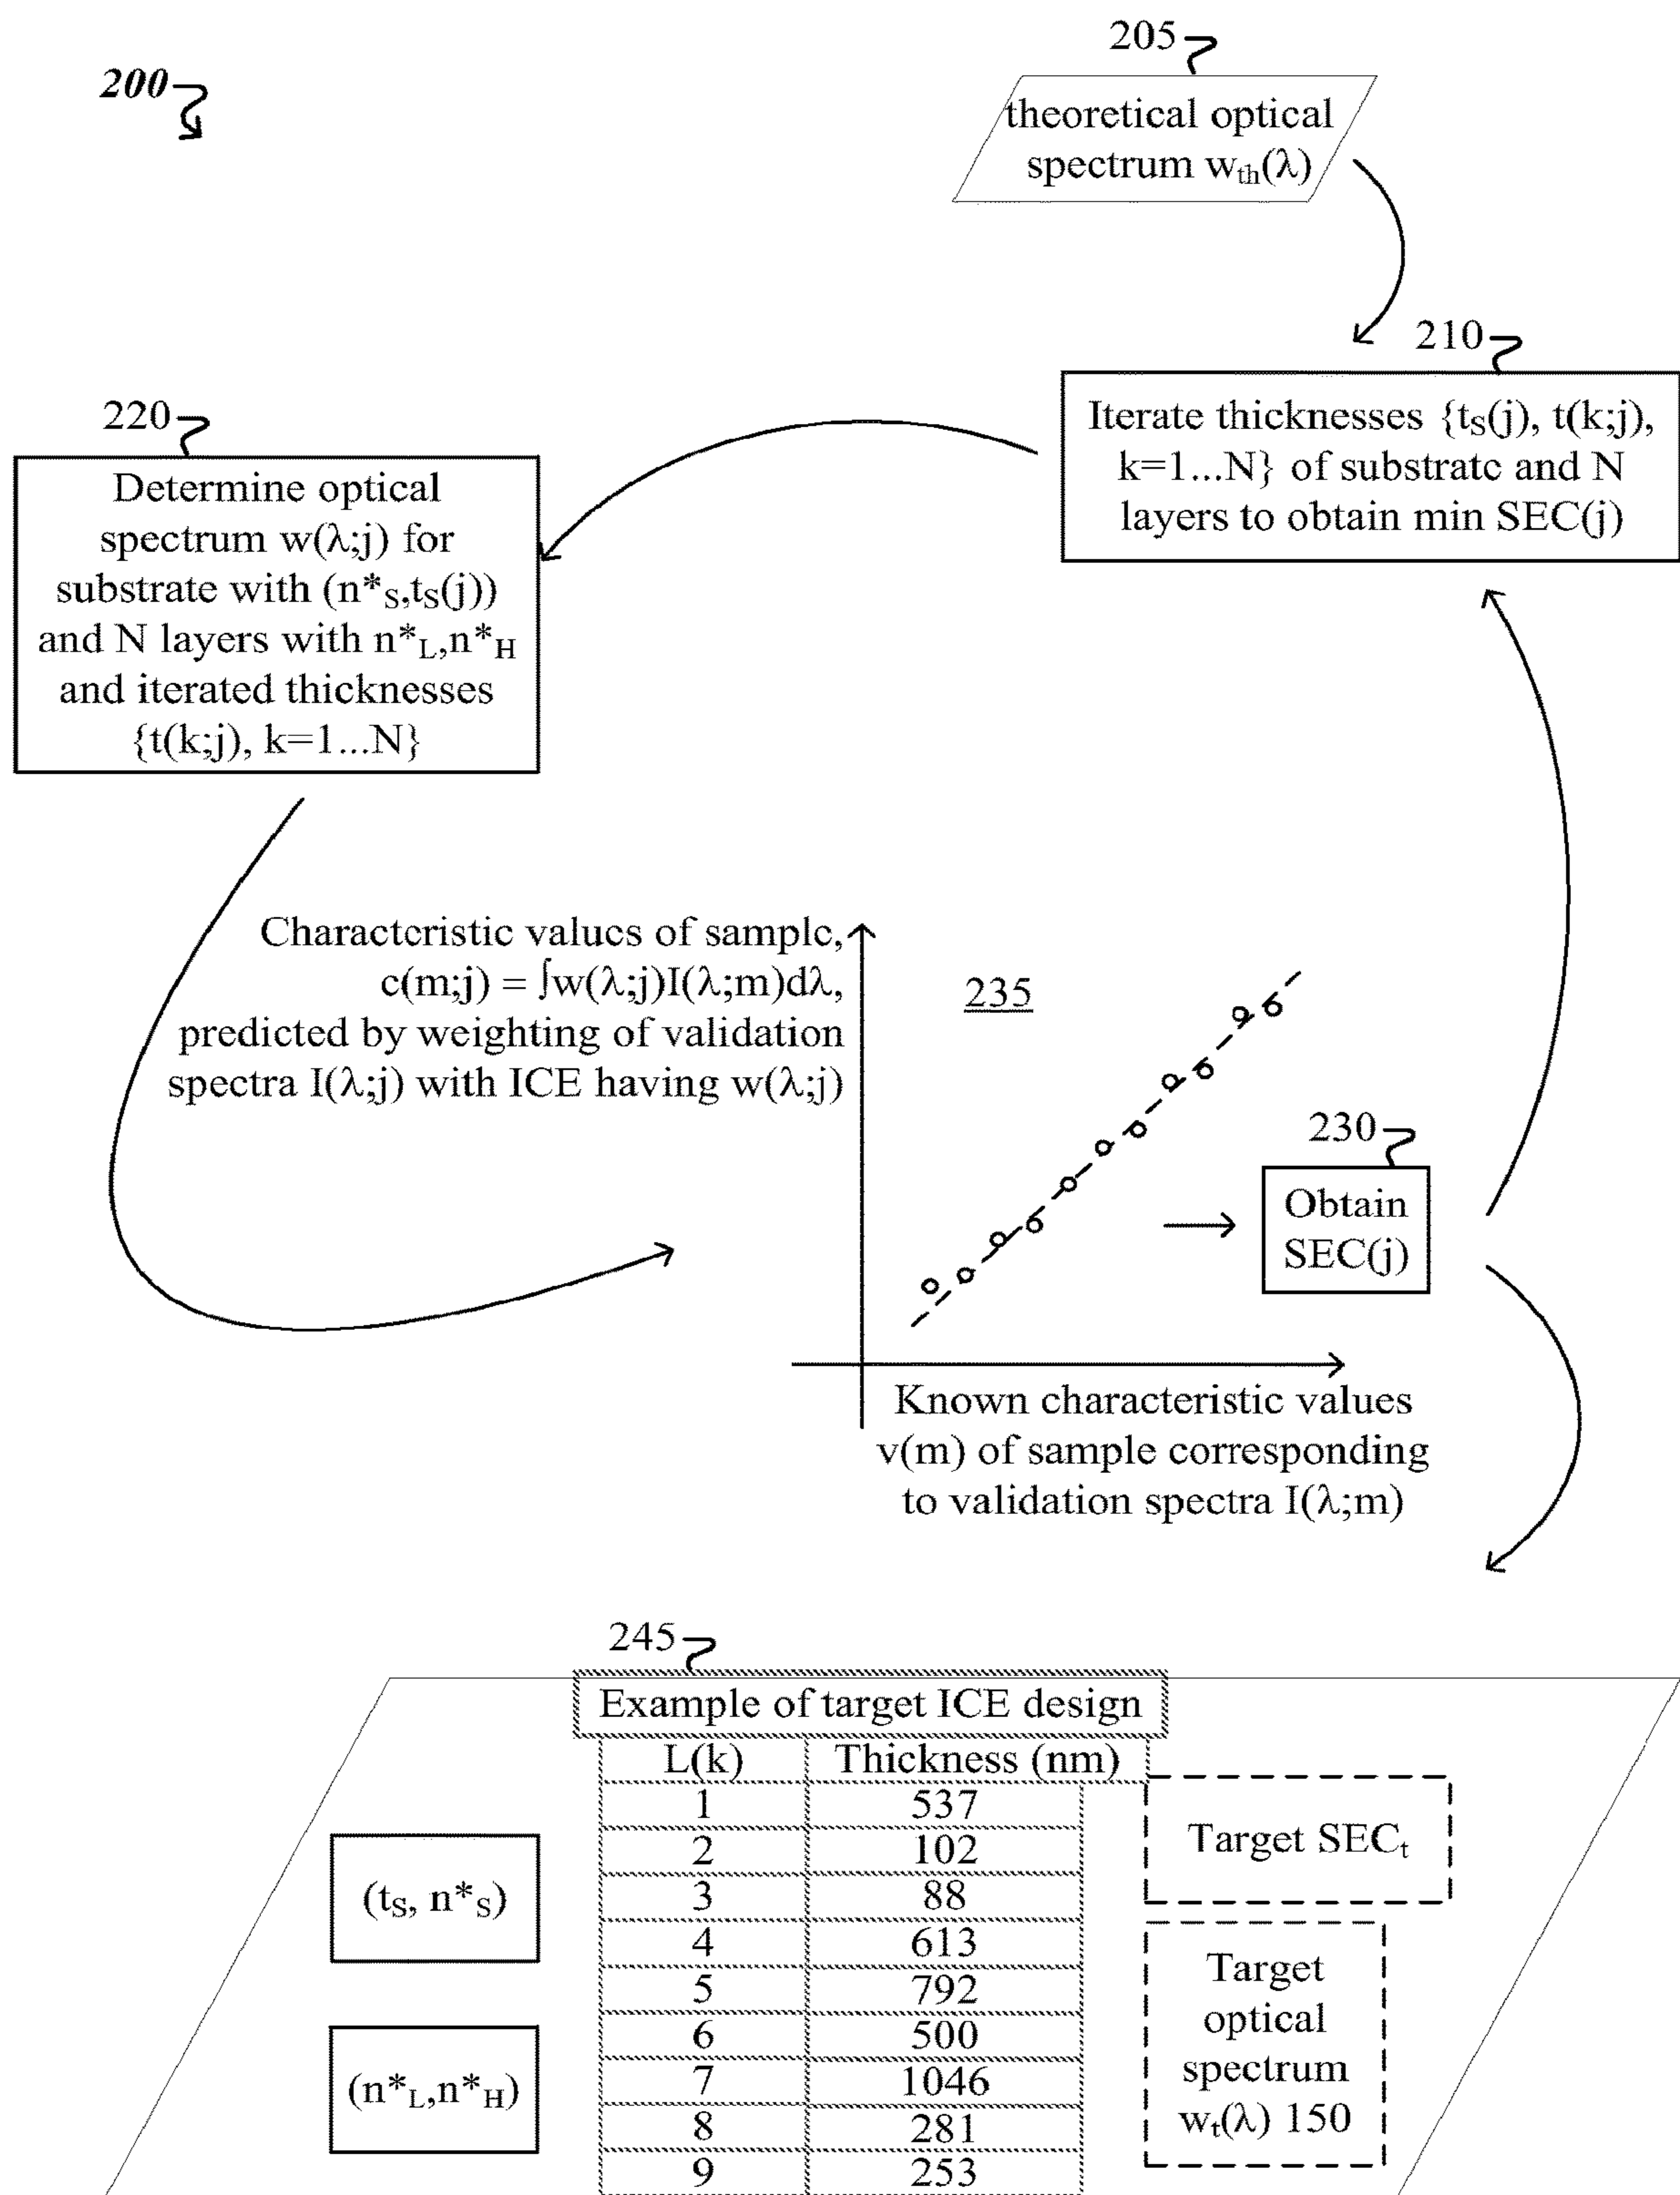 200
205
theoretical optical
spectrum wth(λ)
210
Iterate thicknesses {tS(j), t(k;j),
k=1...N} of substrate and N
layers to obtain min SEC(j)
220
Determine optical
spectrum w(λ;j) for
substrate with (n*S,tS(j))
and N layers with n*L,n*H
and iterated thicknesses
{t(k;j), k=1...N}
Characteristic values of sample,
c(m;j) = ∫w(λ;j)I(λ;m)dλ,
predicted by weighting of validation
spectra I(λ;j) with ICE having w(λ;j)
235
230
Obtain
SEC(j)
Known characteristic values
v(m) of sample corresponding
to validation spectra I(λ;m)
245
Example of target ICE design
L(k) Thickness (nm)
1 537
2 102
3 88
4 613
5 792
6 500
7 1046
8 281
9 253
(tS, n*S)
(n*L,n*H)
Target SECt
Target
optical
spectrum
wt(λ) 150